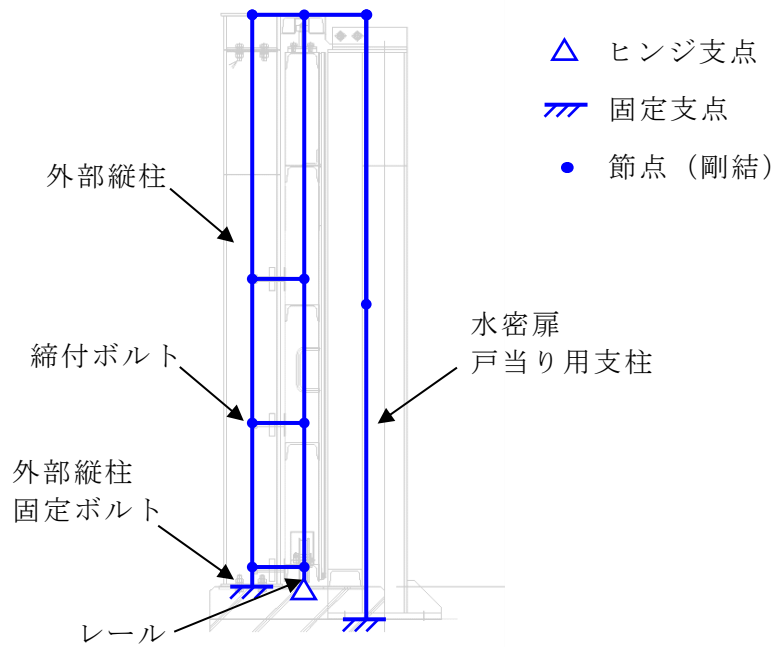 ヒンジ支点
固定支点
節点（剛結）
外部縦柱
水密扉
戸当り用支柱
締付ボルト
外部縦柱
固定ボルト
レール